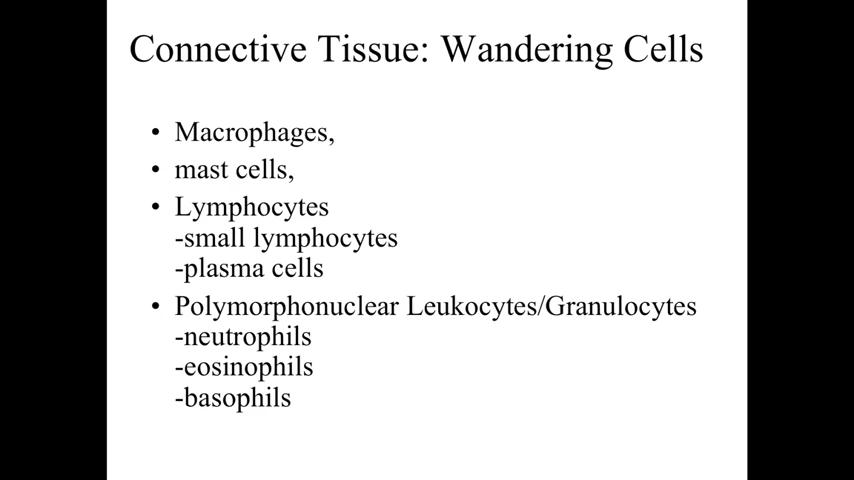 Connective Tissue: Wandering Cells
• Macrophages,
• mast cells,
• Lymphocytes
-small lymphocytes
-plasma cells
• Polymorphonuclear Leukocytes/Granulocytes
-neutrophils
-eosinophils
-basophils